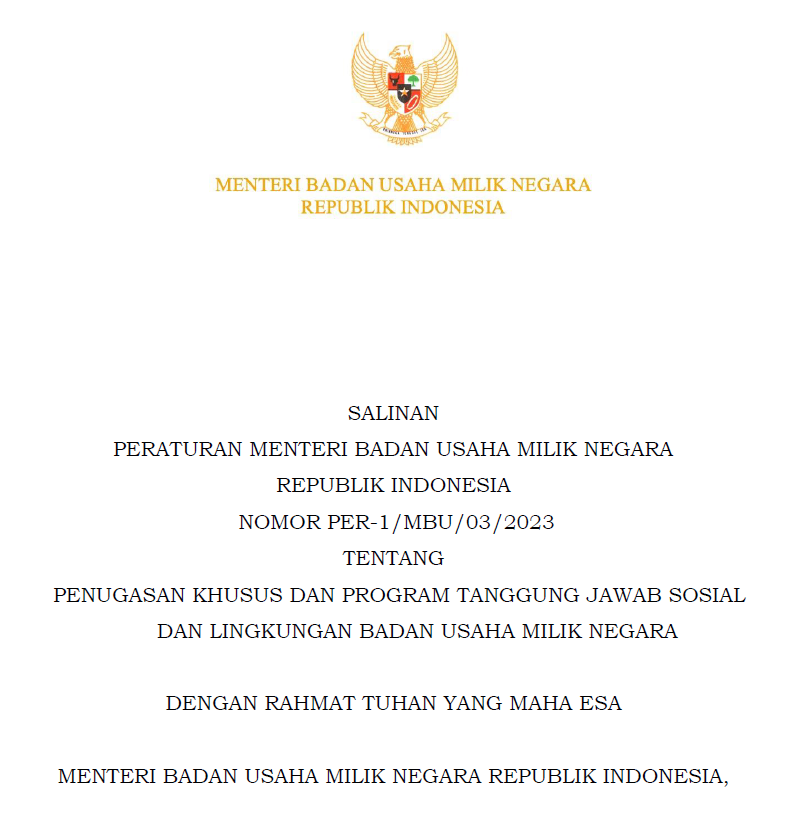 MENTERI BADAN USAHA MILIK NEGARA
REPUBLIK INDONESIA
SALINAN
PERATURAN MENTERI BADAN USAHA MILIK NEGARA
REPUBLIK INDONESIA
NOMOR PER-1/MBU/03/2023
TENTANG
PENUGASAN KHUSUS DAN PROGRAM TANGGUNG JAWAB SOSIAL
DAN LINGKUNGAN BADAN USAHA MILIK NEGARA
DENGAN RAHMAT TUHAN YANG MAHA ESA
MENTERI BADAN USAHA MILIK NEGARA REPUBLIK INDONESIA,